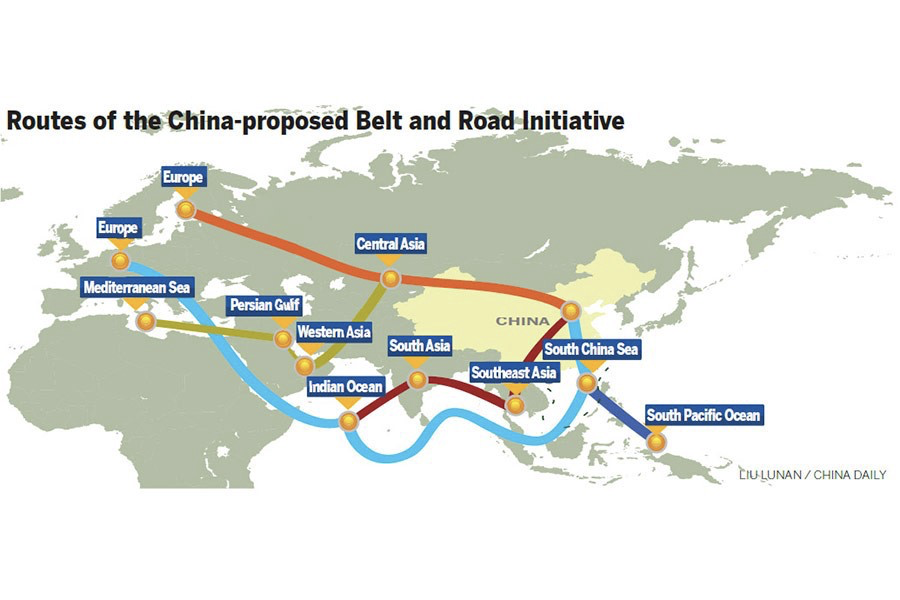 Routes of the China-proposed Belt and Road Initiative
Europe
Europe
Central Asia
Mediterranean Sea
Persian Gulf
Western Asia
CHINA
South Asia
South China Sea
Southeast Asia
Indian Ocean
South Pacific Ocean
LIU LUNAN / CHINA DAILY